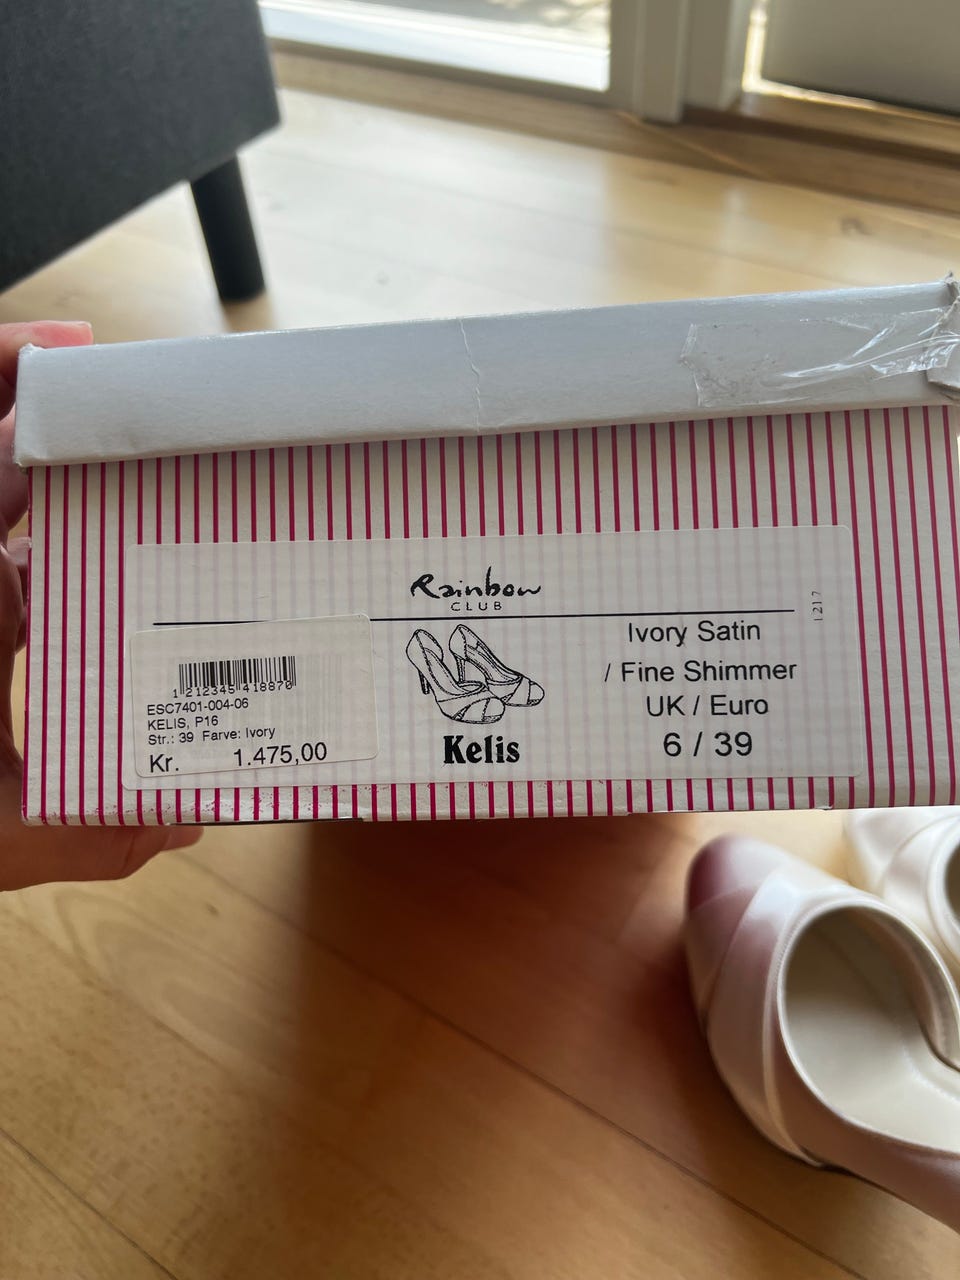 Rainbow
CLUB
1217
Ivory Satin
/ Fine Shimmer
UK / Euro
6 / 39
Kelis
1 212345 418870
ESC7401-004-06
KELIS, P16
Str.: 39 Farve: Ivory
Kr. 1.475,00